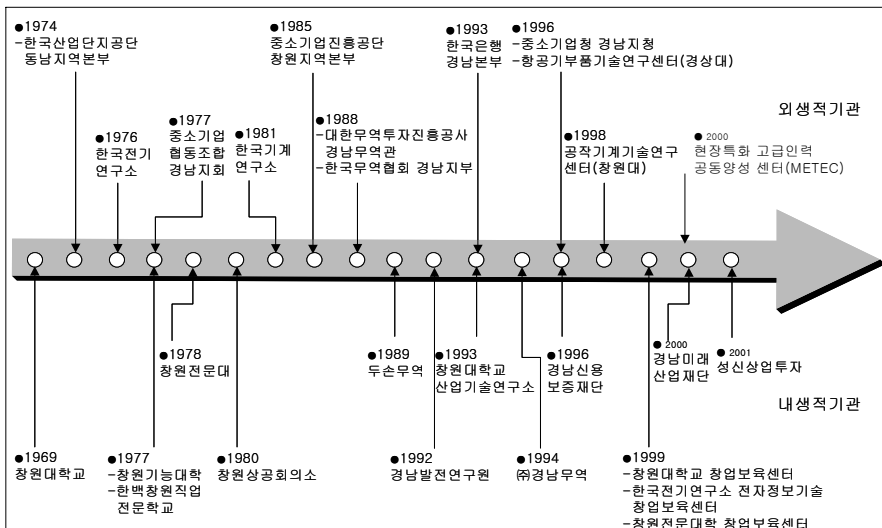 ●1974
-한국산업단지공단
동남지역본부
●1985
중소기업진흥공단
창원지역본부
●1993
한국은행
경남본부
●1996
-중소기업청 경남지청
-항공기부품기술연구센터(경상대)
외생적기관
●1976
한국전기
연구소
●1977
중소기업
협동조합
경남지회
●1981
한국기계
연구소
●1988
-대한무역투자진흥공사
경남무역관
-한국무역협회 경남지부
●1998
공작기계기술연구
센터(창원대)
● 2000
현장특화 고급인력
공동양성 센터(METEC)
●1978
창원전문대
●1989
두손무역
●1993
창원대학교
산업기술연구소
●1996
경남신용
보증재단
● 2000
경남미래
산업재단
● 2001
성신상업투자
내생적기관
●1969
창원대학교
●1977
-창원기능대학
-한백창원직업
전문학교
●1980
창원상공회의소
●1992
경남발전연구원
●1994
㈜경남무역
●1999
-창원대학교 창업보육센터
-한국전기연구소 전자정보기술
창업보육센터
-창원전문대학 창업보육센터